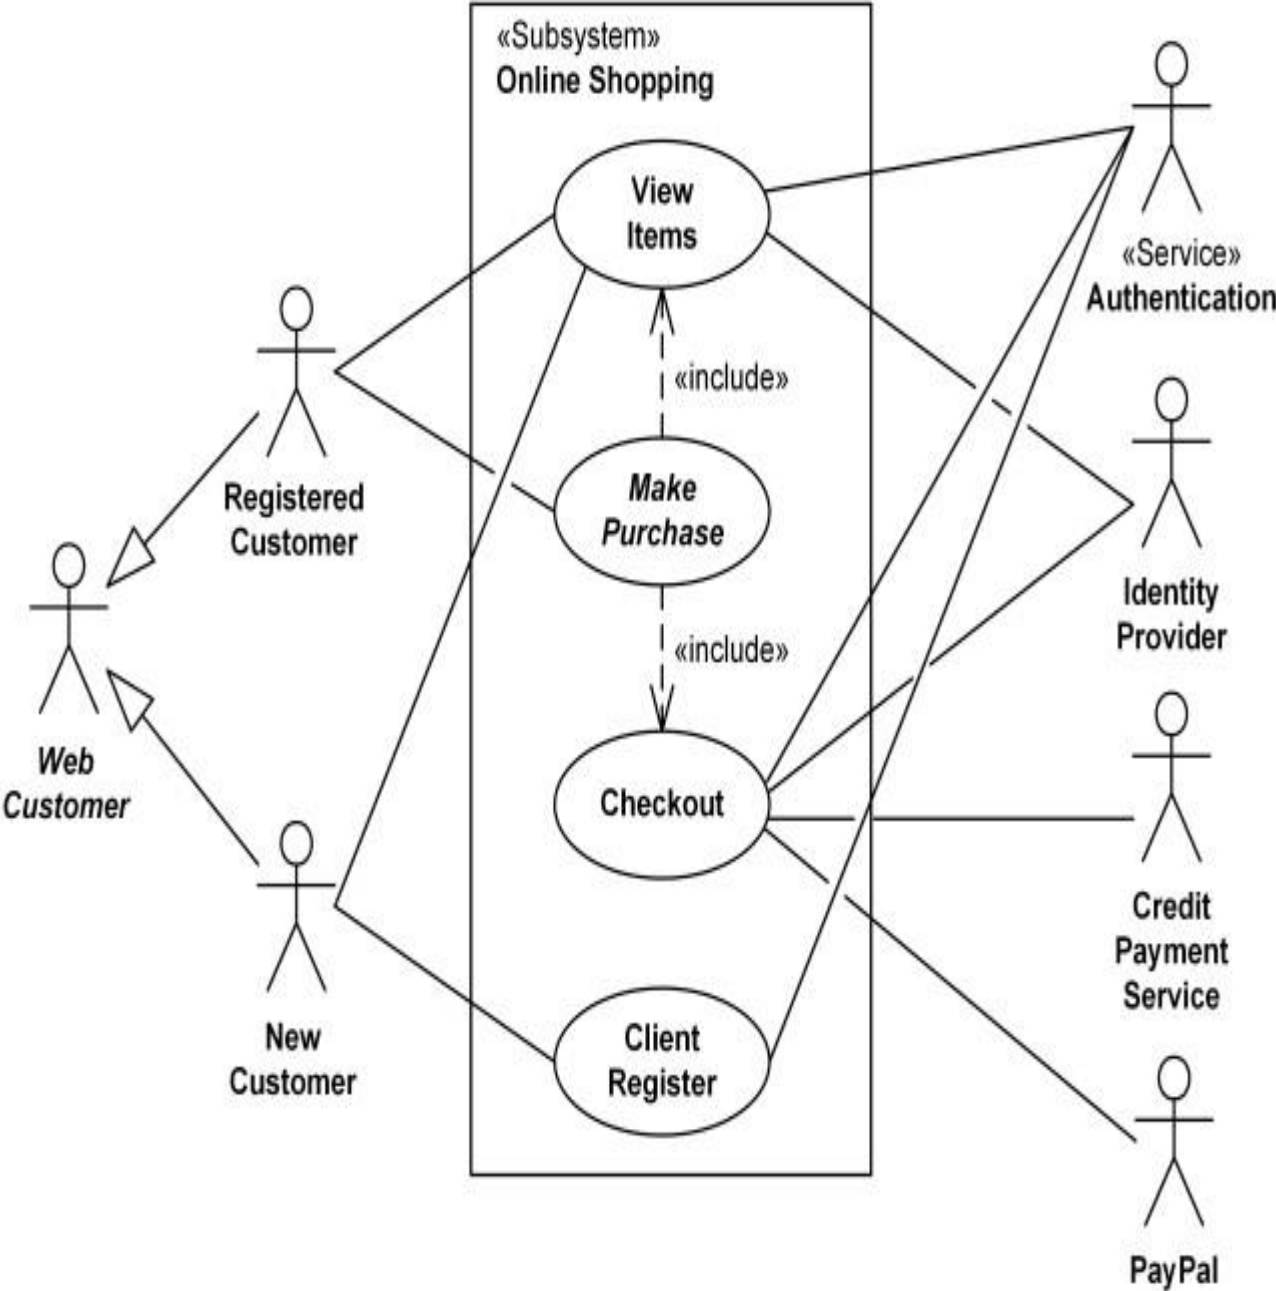 «Subsystem»
Online Shopping
View
Items
«include»
Make
Purchase
«include»
Checkout
Client
Register
Registered
Customer
Web
Customer
New
Customer
«Service»
Authentication
Identity
Provider
Credit
Payment
Service
PayPal